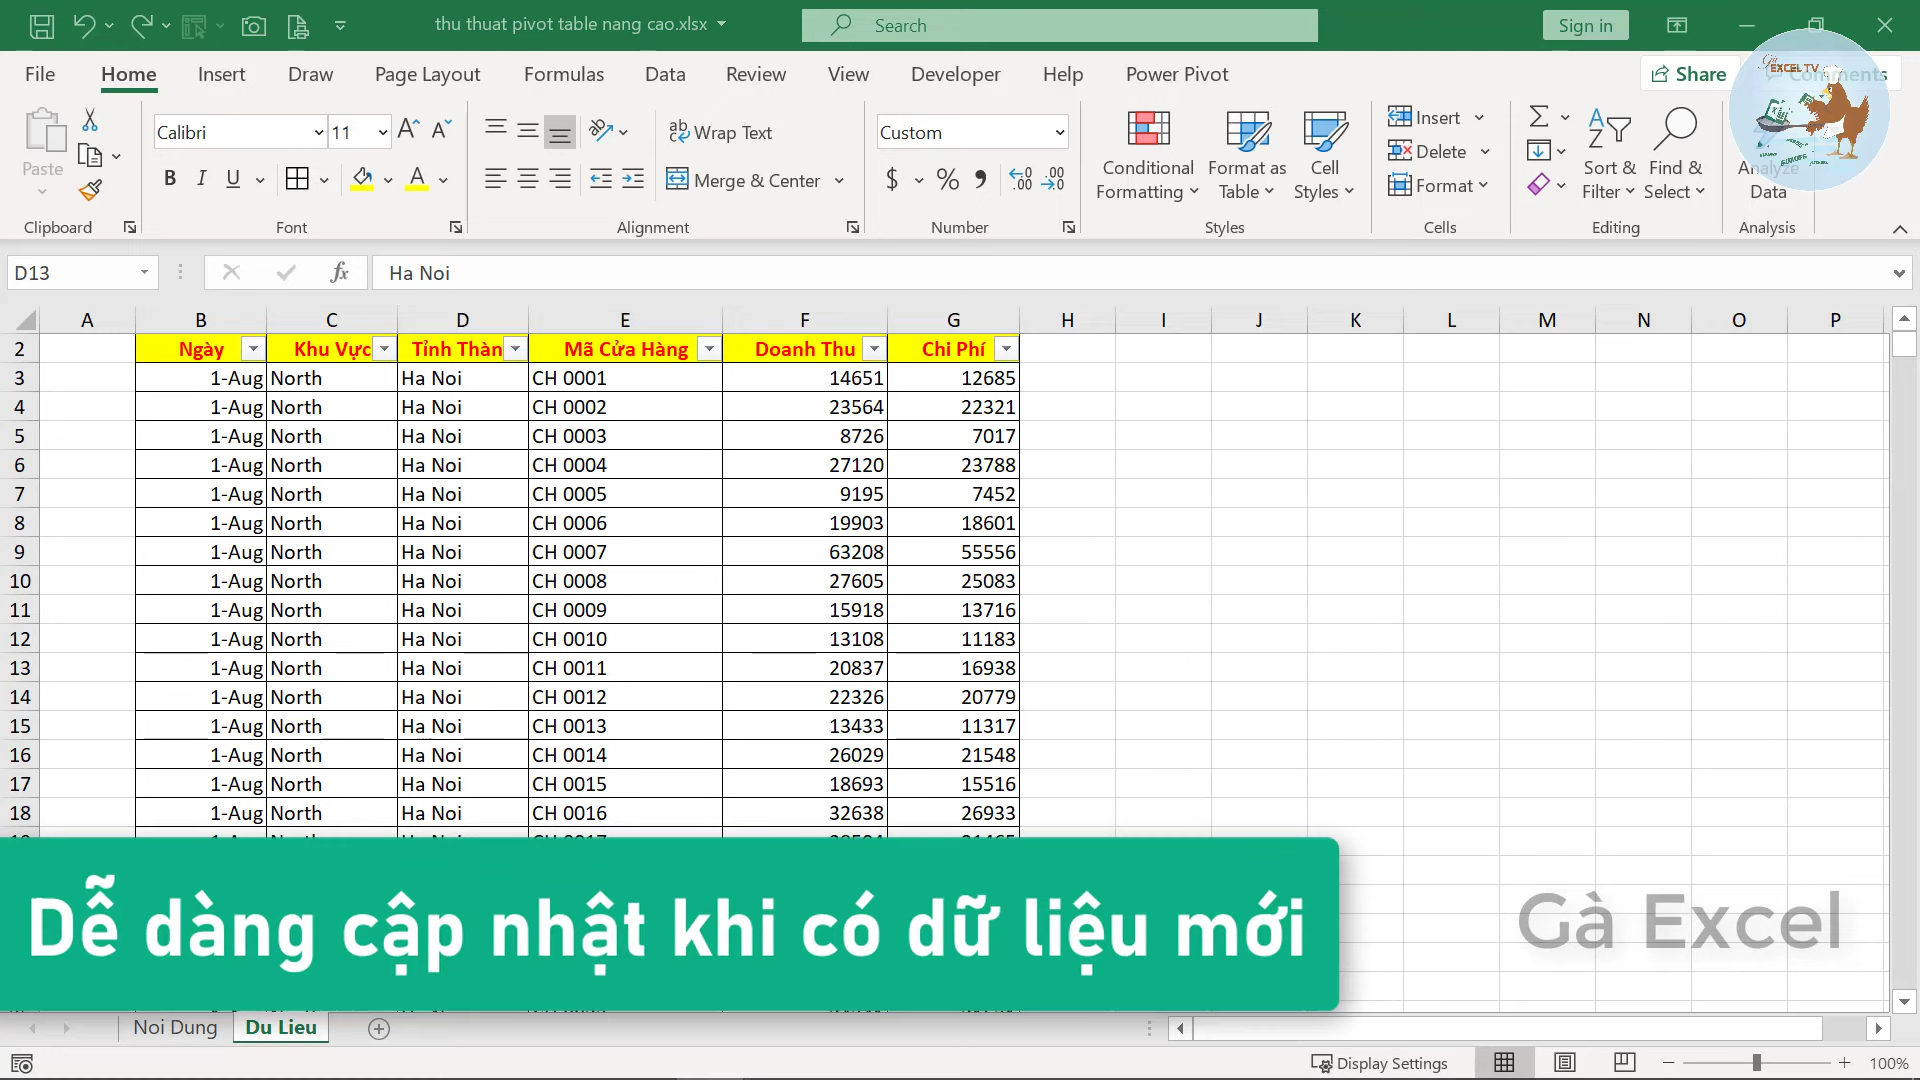 thu thuat pivot table nang cao.xlsx
Search
Sign in
File Home Insert Draw Page Layout Formulas Data Review View Developer Help Power Pivot
Share
Comments
EXCEL TV
Paste
Clipboard
Calibri 11
B I U
Font
Wrap Text
Merge & Center
Alignment
Custom
$ % 9
Number
Conditional Formatting
Format as Table
Cell Styles
Styles
Insert
Delete
Format
Cells
Sort & Filter
Find & Select
Editing
Analyze Data
Analysis
D13 fx Ha Noi
A B C D E F G H I J K L M N O P
2 Ngày Khu Vực Tỉnh Thàn Mã Cửa Hàng Doanh Thu Chi Phí
3 1-Aug North Ha Noi CH 0001 14651 12685
4 1-Aug North Ha Noi CH 0002 23564 22321
5 1-Aug North Ha Noi CH 0003 8726 7017
6 1-Aug North Ha Noi CH 0004 27120 23788
7 1-Aug North Ha Noi CH 0005 9195 7452
8 1-Aug North Ha Noi CH 0006 19903 18601
9 1-Aug North Ha Noi CH 0007 63208 55556
10 1-Aug North Ha Noi CH 0008 27605 25083
11 1-Aug North Ha Noi CH 0009 15918 13716
12 1-Aug North Ha Noi CH 0010 13108 11183
13 1-Aug North Ha Noi CH 0011 20837 16938
14 1-Aug North Ha Noi CH 0012 22326 20779
15 1-Aug North Ha Noi CH 0013 13433 11317
16 1-Aug North Ha Noi CH 0014 26029 21548
17 1-Aug North Ha Noi CH 0015 18693 15516
18 1-Aug North Ha Noi CH 0016 32638 26933
Dễ dàng cập nhật khi có dữ liệu mới
Gà Excel
Noi Dung Du Lieu
Display Settings
100%